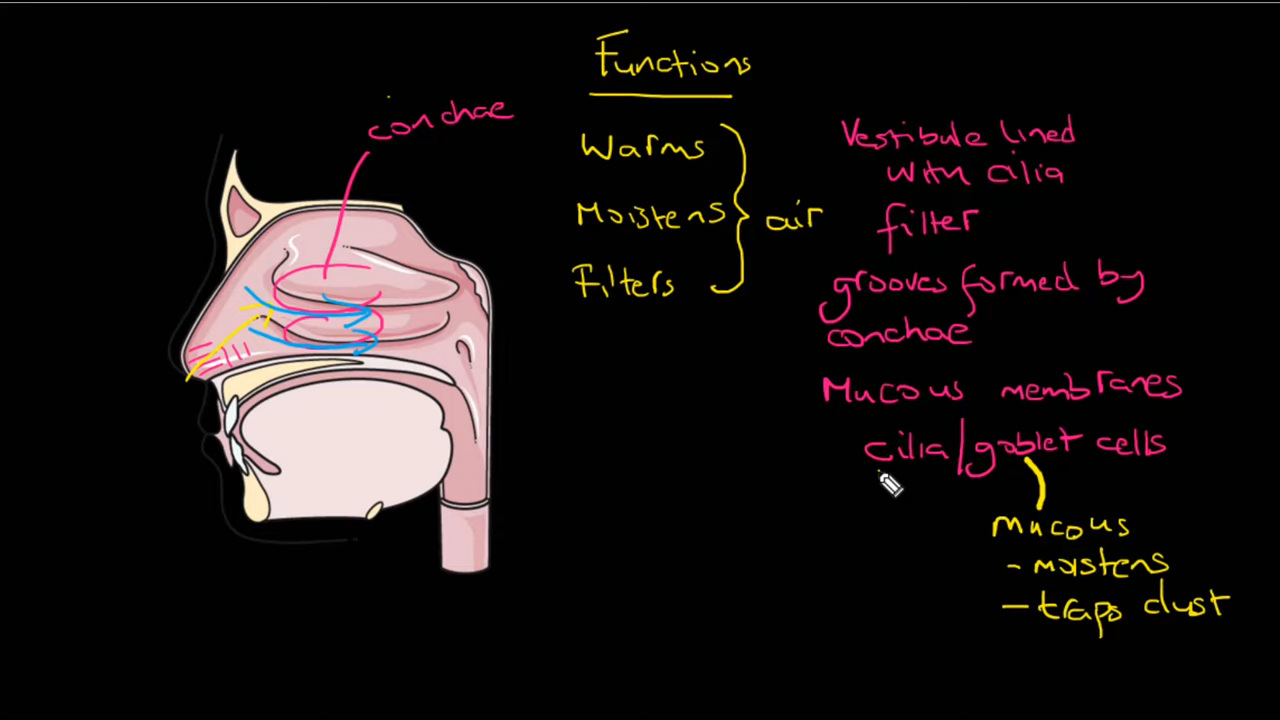 Functions
conchae
Warms
Moistens
Filters
air
Vestibule lined
with cilia
filter
grooves formed by
conchae
Mucous membranes
cilia/goblet cells
Mucous
- moistens
- traps dust